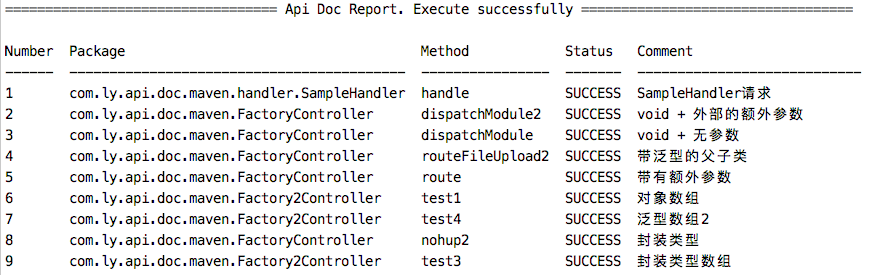 ================================== Api Doc Report. Execute successfully ==================================
Number  Package                                     Method            Status   Comment
------  ------------------------------------------  ----------------  -------  ----------------------------
1       com.ly.api.doc.maven.handler.SampleHandler  handle            SUCCESS  SampleHandler请求
2       com.ly.api.doc.maven.FactoryController      dispatchModule2   SUCCESS  void + 外部的额外参数
3       com.ly.api.doc.maven.FactoryController      dispatchModule    SUCCESS  void + 无参数
4       com.ly.api.doc.maven.FactoryController      routeFileUpload2  SUCCESS  带泛型的父子类
5       com.ly.api.doc.maven.FactoryController      route             SUCCESS  带有额外参数
6       com.ly.api.doc.maven.Factory2Controller     test1             SUCCESS  对象数组
7       com.ly.api.doc.maven.Factory2Controller     test4             SUCCESS  泛型数组2
8       com.ly.api.doc.maven.FactoryController      nohup2            SUCCESS  封装类型
9       com.ly.api.doc.maven.Factory2Controller     test3             SUCCESS  封装类型数组